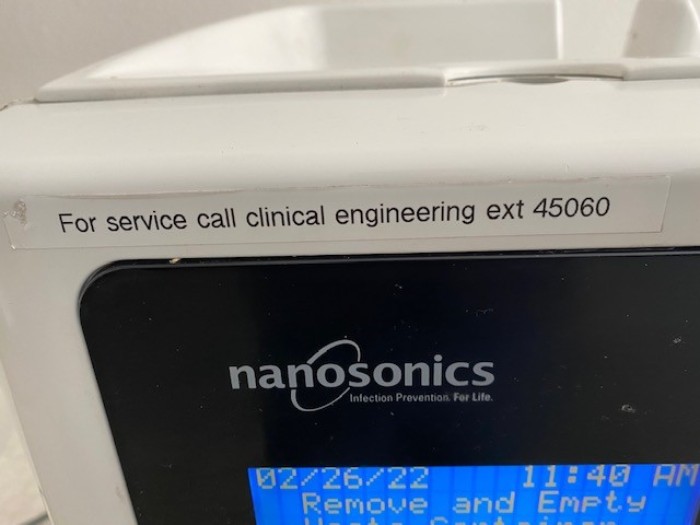 For service call clinical engineering ext 45060
nanosonics
Infection Prevention. For Life.
02/26/22 11:40 AM
Remove and Empty